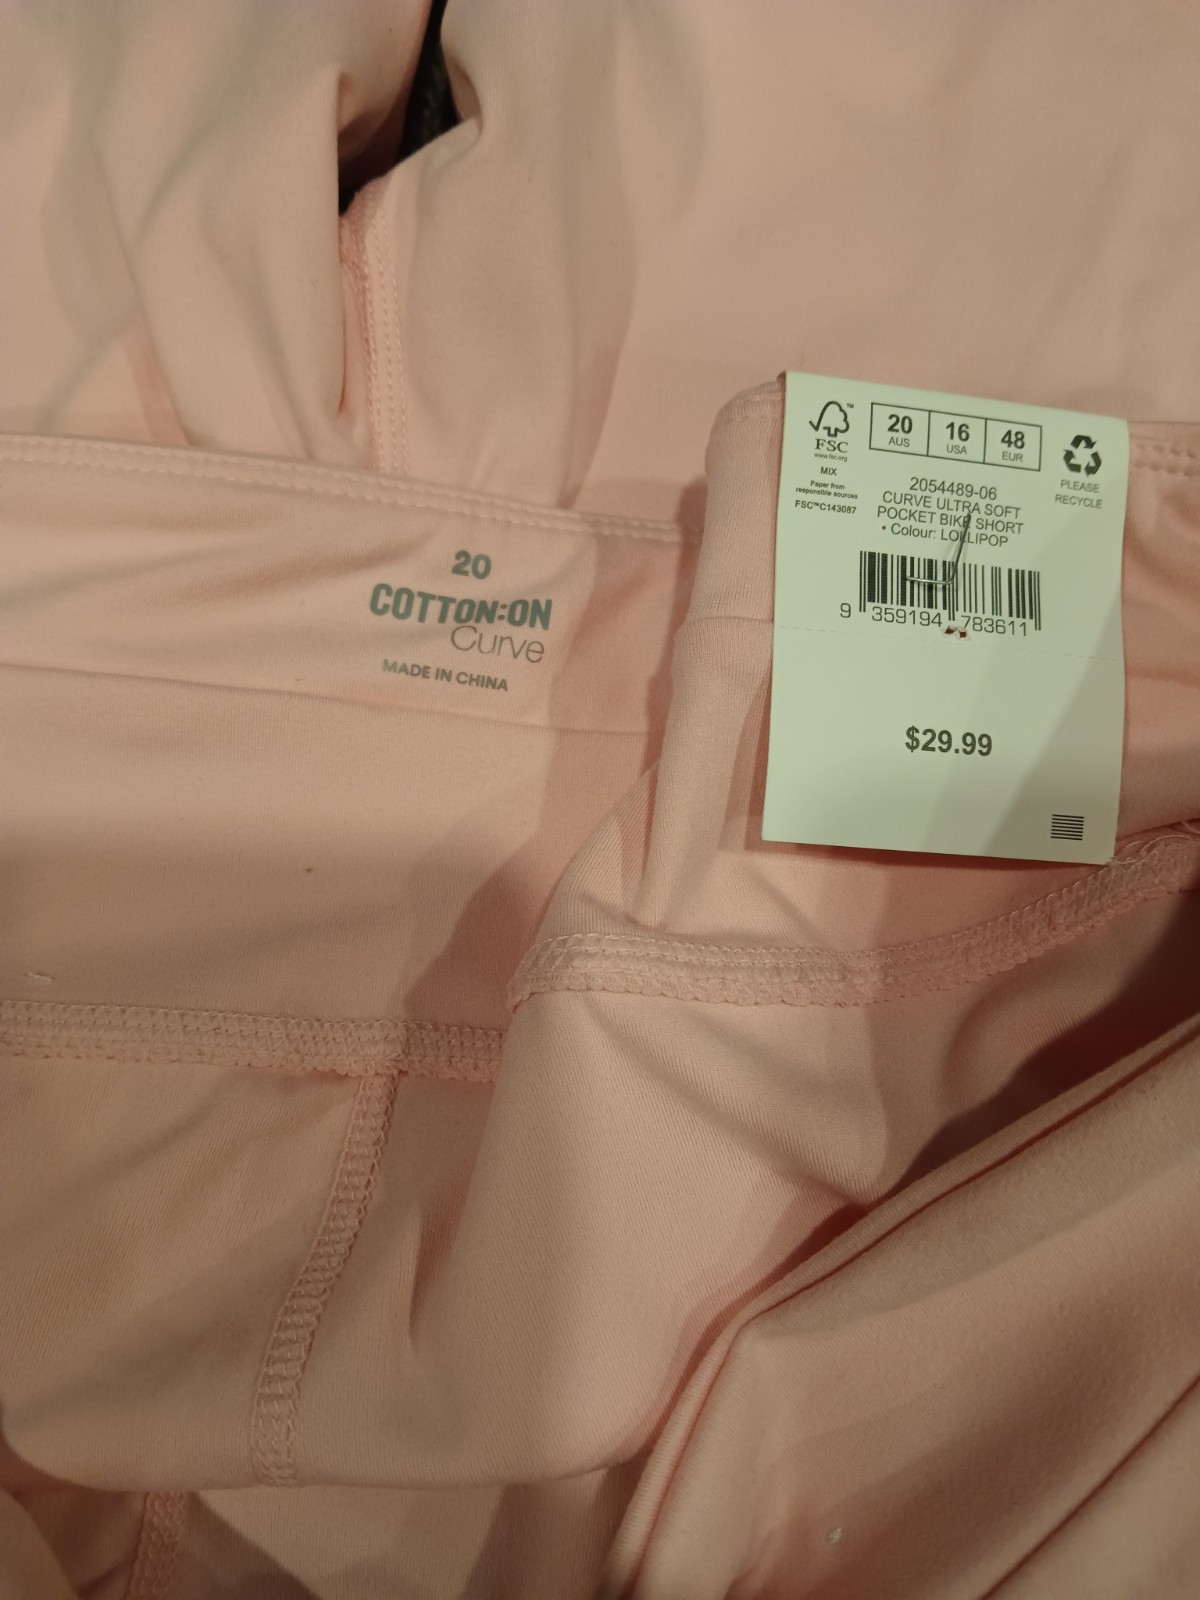 20
COTTON:ON
Curve
MADE IN CHINA
FSC™
www.fsc.org
MIX
Paper from
responsible sources
FSC™C143087
20 AUS
16 USA
48 EUR
PLEASE
RECYCLE
2054489-06
CURVE ULTRA SOFT
POCKET BIKE SHORT
• Colour: LOLLIPOP
9 359194 783611
$29.99